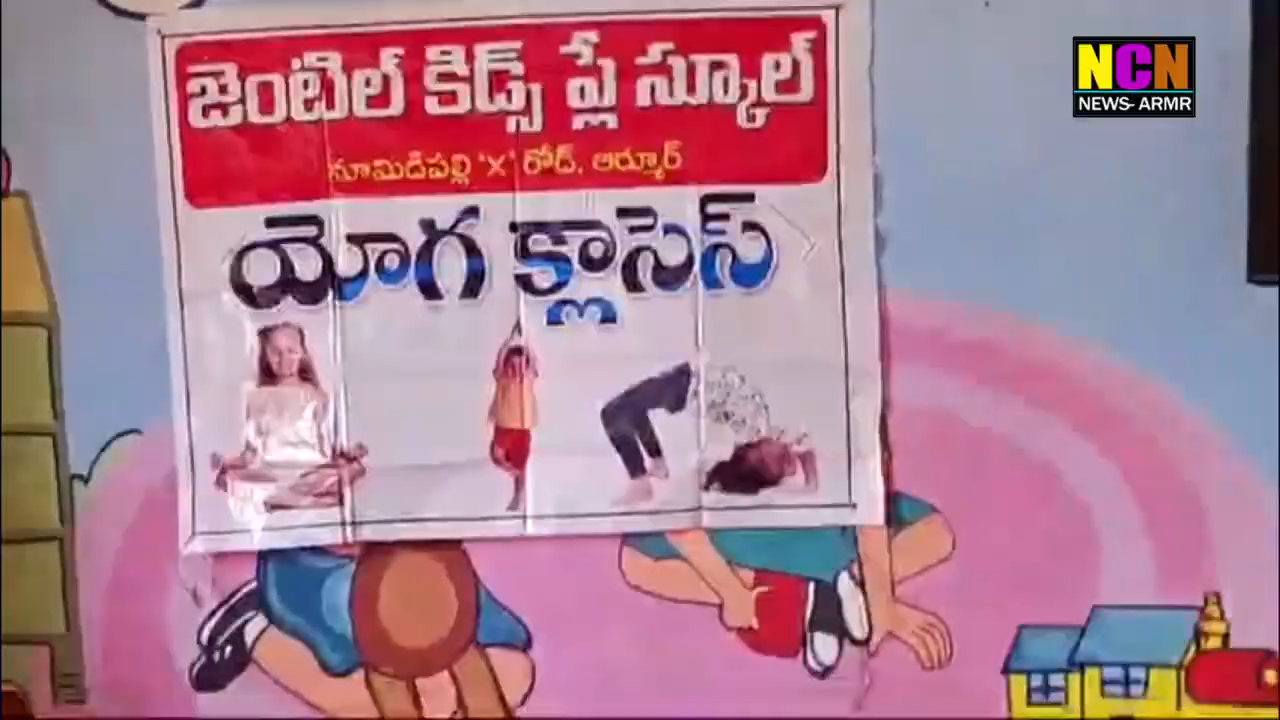 జెంటిల్ కిడ్స్ ప్లే స్కూల్
మామిడిపల్లి 'X' రోడ్, ఆర్మూర్
యోగ క్లాసెస్
NCN
NEWS- ARMR